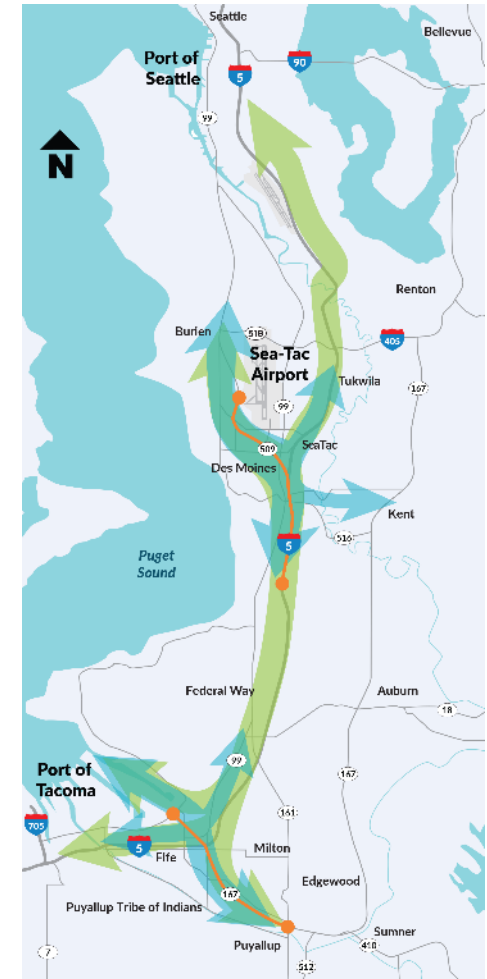 Seattle
Bellevue
Port of
Seattle
90
5
99
N
Renton
Burien
518
405
Sea-Tac
Airport
Tukwila
167
99
SeaTac
509
Des Moines
Kent
516
5
Puget
Sound
Federal Way
Auburn
18
99
Port of
Tacoma
167
161
705
5
Fife
Milton
Edgewood
167
Puyallup Tribe of Indians
Sumner
Puyallup
410
7
512